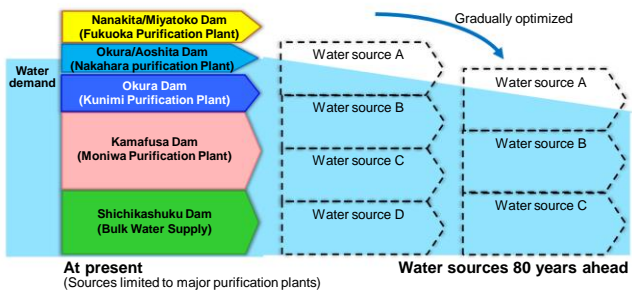 Nanakita/Miyatoko Dam
(Fukuoka Purification Plant)
Gradually optimized
Okura/Aoshita Dam
(Nakahara purification Plant)
Water
demand
Okura Dam
(Kunimi Purification Plant)
Kamafusa Dam
(Moniwa Purification Plant)
Shichikashuku Dam
(Bulk Water Supply)
Water source A
Water source B
Water source C
Water source D
Water source A
Water source B
Water source C
At present
(Sources limited to major purification plants)
Water sources 80 years ahead